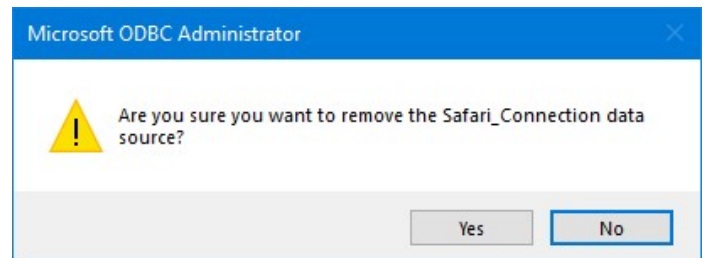 Microsoft ODBC Administrator
Are you sure you want to remove the Safari_Connection data
source?
Yes
No